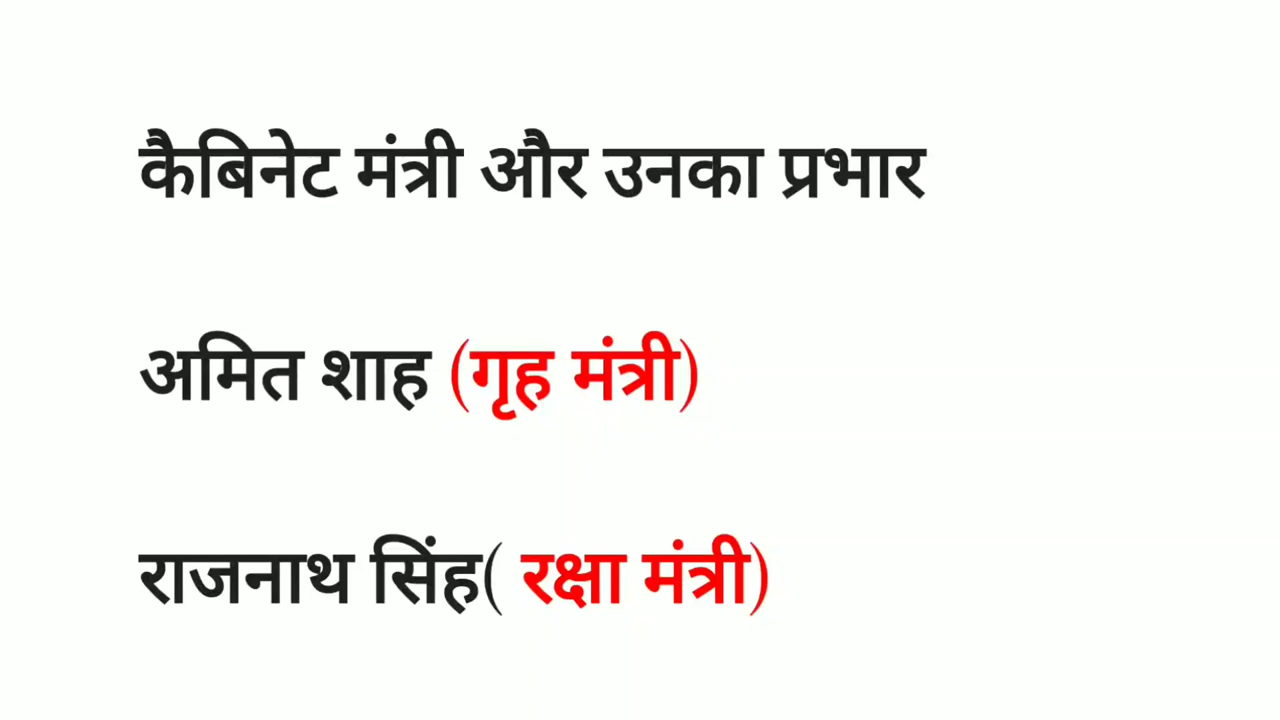 कैबिनेट मंत्री और उनका प्रभार
अमित शाह (गृह मंत्री)
राजनाथ सिंह( रक्षा मंत्री)